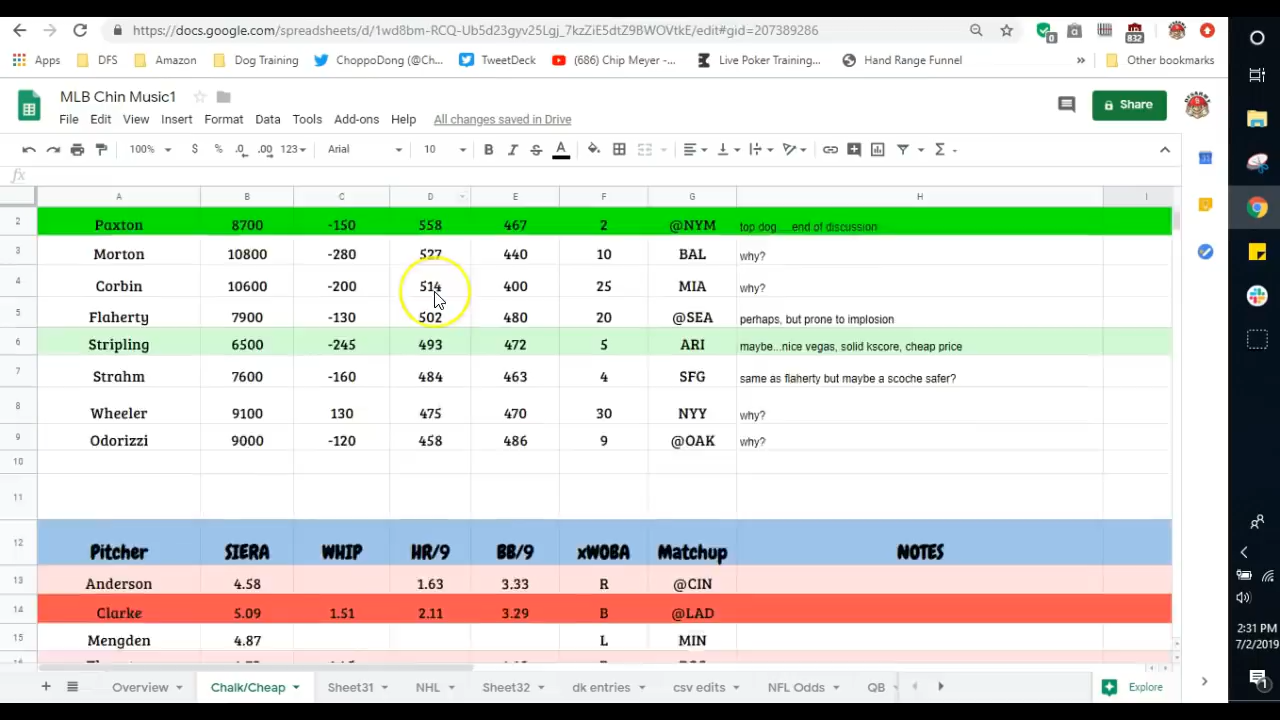 https://docs.google.com/spreadsheets/d/1wd8bm-RCQ-Ub5d23gyv25Lgj_7kzZiE5dtZ9BWOVtkE/edit#gid=207389286
0
832
Apps DFS Amazon Dog Training ChoppoDong (@Ch... TweetDeck (686) Chip Meyer -... Live Poker Training... Hand Range Funnel » Other bookmarks
MLB Chin Music1
Share
File Edit View Insert Format Data Tools Add-ons Help All changes saved in Drive
100% $ % .0 .00 123 Arial 10 B I S A
fx
A B C D E F G H I
2 Paxton 8700 -150 558 467 2 @NYM top dog.....end of discussion
3 Morton 10800 -280 527 440 10 BAL why?
4 Corbin 10600 -200 514 400 25 MIA why?
5 Flaherty 7900 -130 502 480 20 @SEA perhaps, but prone to implosion
6 Stripling 6500 -245 493 472 5 ARI maybe...nice vegas, solid kscore, cheap price
7 Strahm 7600 -160 484 463 4 SFG same as flaherty but maybe a scoche safer?
8 Wheeler 9100 130 475 470 30 NYY why?
9 Odorizzi 9000 -120 458 486 9 @OAK why?
10
11
12 Pitcher SIERA WHIP HR/9 BB/9 xWOBA Matchup NOTES
13 Anderson 4.58 1.63 3.33 R @CIN
14 Clarke 5.09 1.51 2.11 3.29 B @LAD
15 Mengden 4.87 L MIN
Overview Chalk/Cheap Sheet31 NHL Sheet32 dk entries csv edits NFL Odds QB Explore
2:31 PM
7/2/2019
1